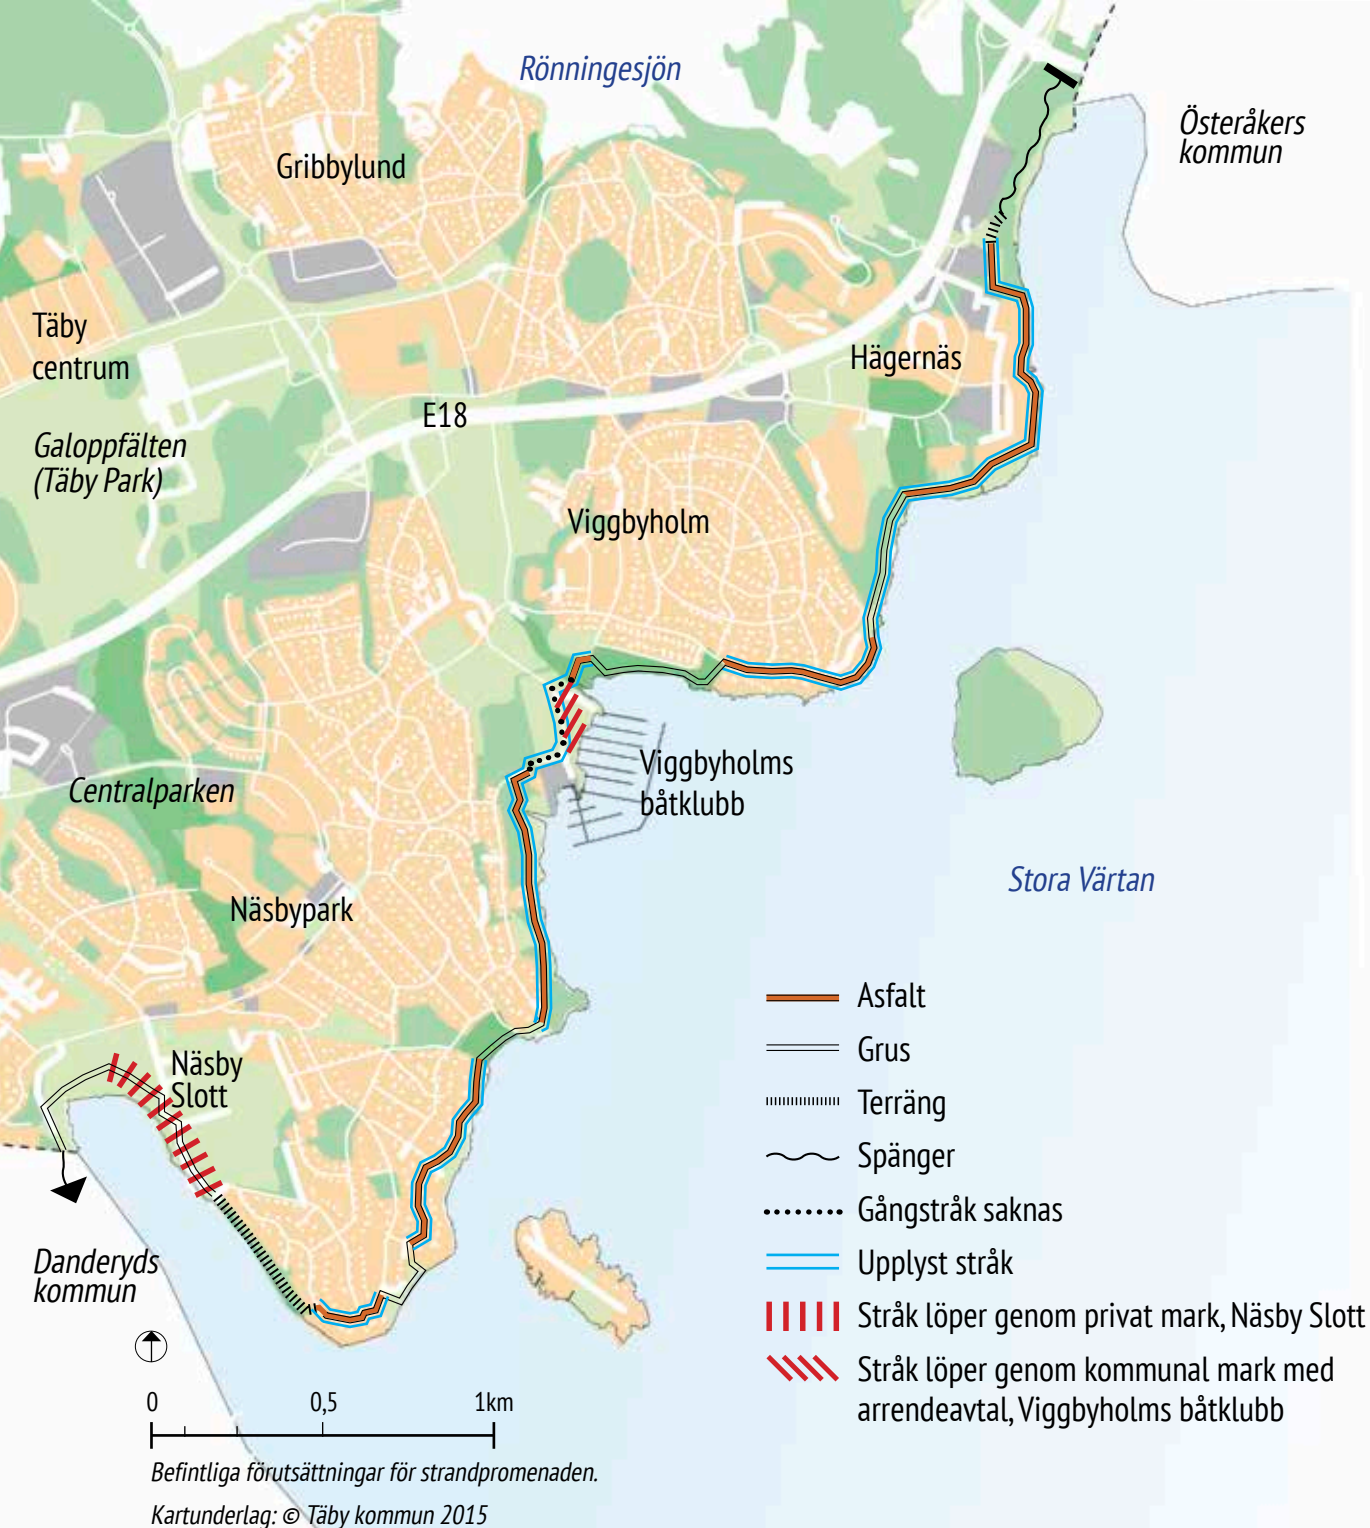 Rönningesjön
Österåkers
kommun
Gribbylund
Täby
centrum
Hägernäs
E18
Galoppfälten
(Täby Park)
Viggbyholm
Viggbyholms
båtklubb
Centralparken
Stora Värtan
Näsbypark
Asfalt
Grus
Näsby
Slott
Terräng
Spänger
Gångstråk saknas
Danderyds
kommun
Upplyst stråk
Stråk löper genom privat mark, Näsby Slott
Stråk löper genom kommunal mark med
arrendeavtal, Viggbyholms båtklubb
0 0,5 1km
Befintliga förutsättningar för strandpromenaden.
Kartunderlag: © Täby kommun 2015